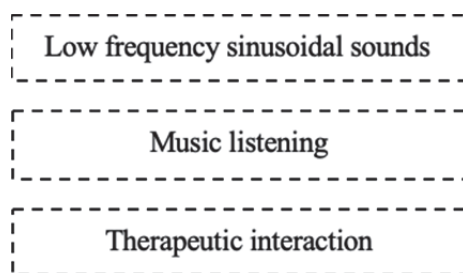 Low frequency sinusoidal sounds
Music listening
Therapeutic interaction